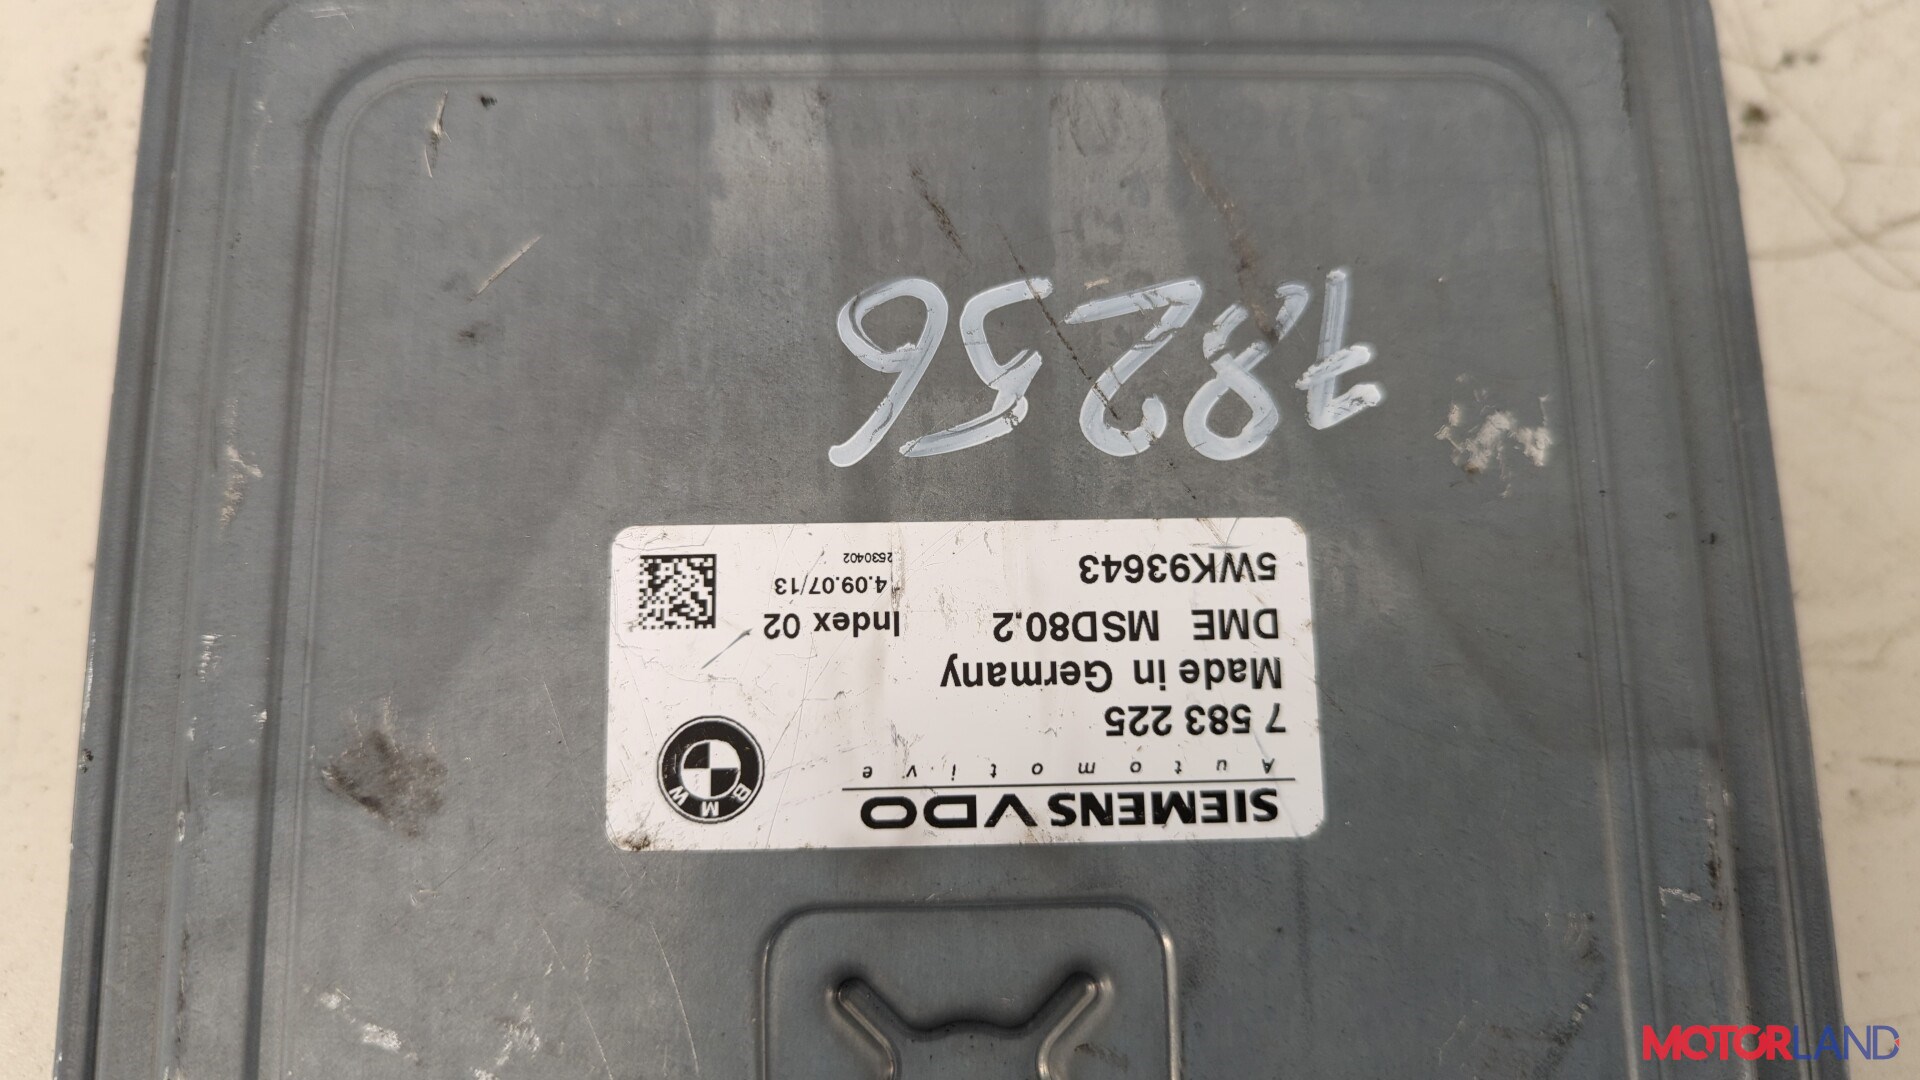 SIEMENS VDO
Automotive
7 583 225
Made in Germany
DME MSD80.2 Index 02
5WK93643 4.09.07/13
2630402
BMW
78256
MOTORLAND